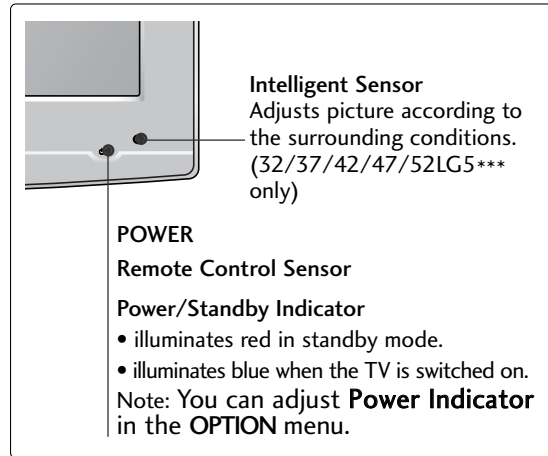 Intelligent Sensor
Adjusts picture according to
the surrounding conditions.
(32/37/42/47/52LG5***
only)
POWER
Remote Control Sensor
Power/Standby Indicator
• illuminates red in standby mode.
• illuminates blue when the TV is switched on.
Note: You can adjust Power Indicator
in the OPTION menu.